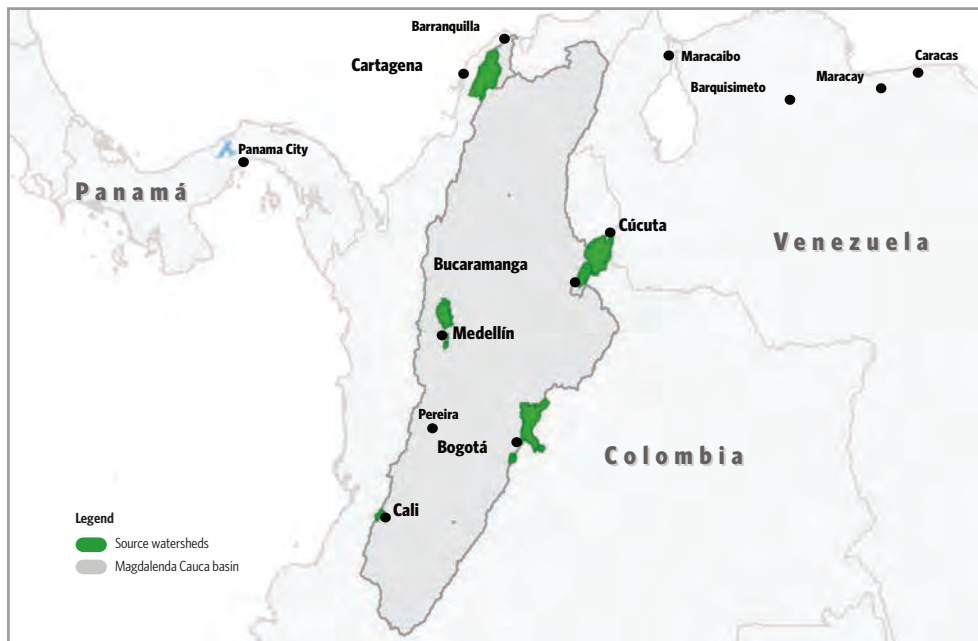 Barranquilla
Cartagena
Maracaibo
Caracas
Maracay
Barquisimeto
Panama City
Panamá
Cúcuta
Venezuela
Bucaramanga
Medellín
Pereira
Bogotá
Colombia
Cali
Legend
Source watersheds
Magdalenda Cauca basin